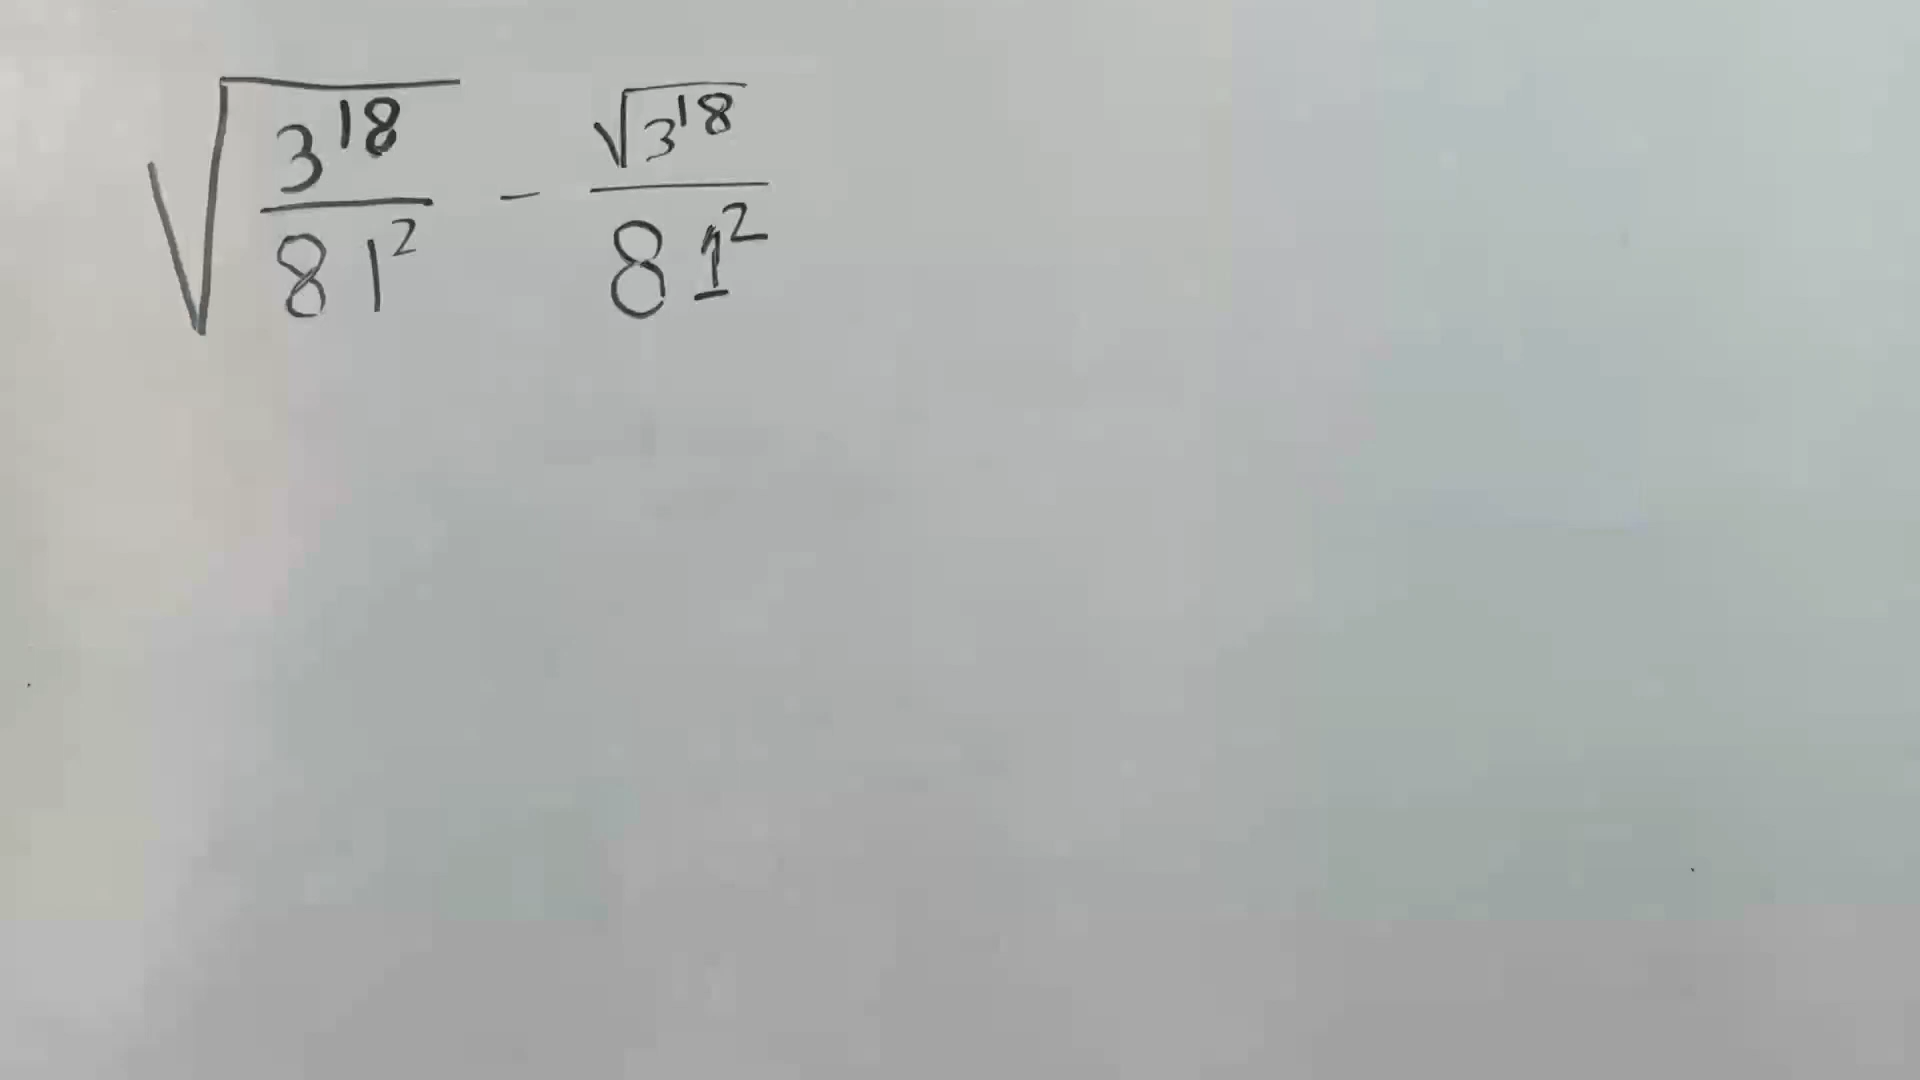 √(3^18 / 81^2) - √(3^18) / 81^2